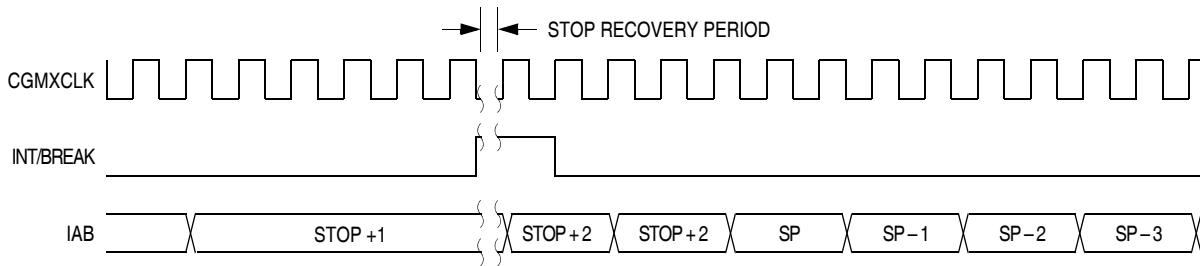 STOP RECOVERY PERIOD
CGMXCLK
INT/BREAK
IAB STOP +1 STOP + 2 STOP + 2 SP SP – 1 SP – 2 SP – 3